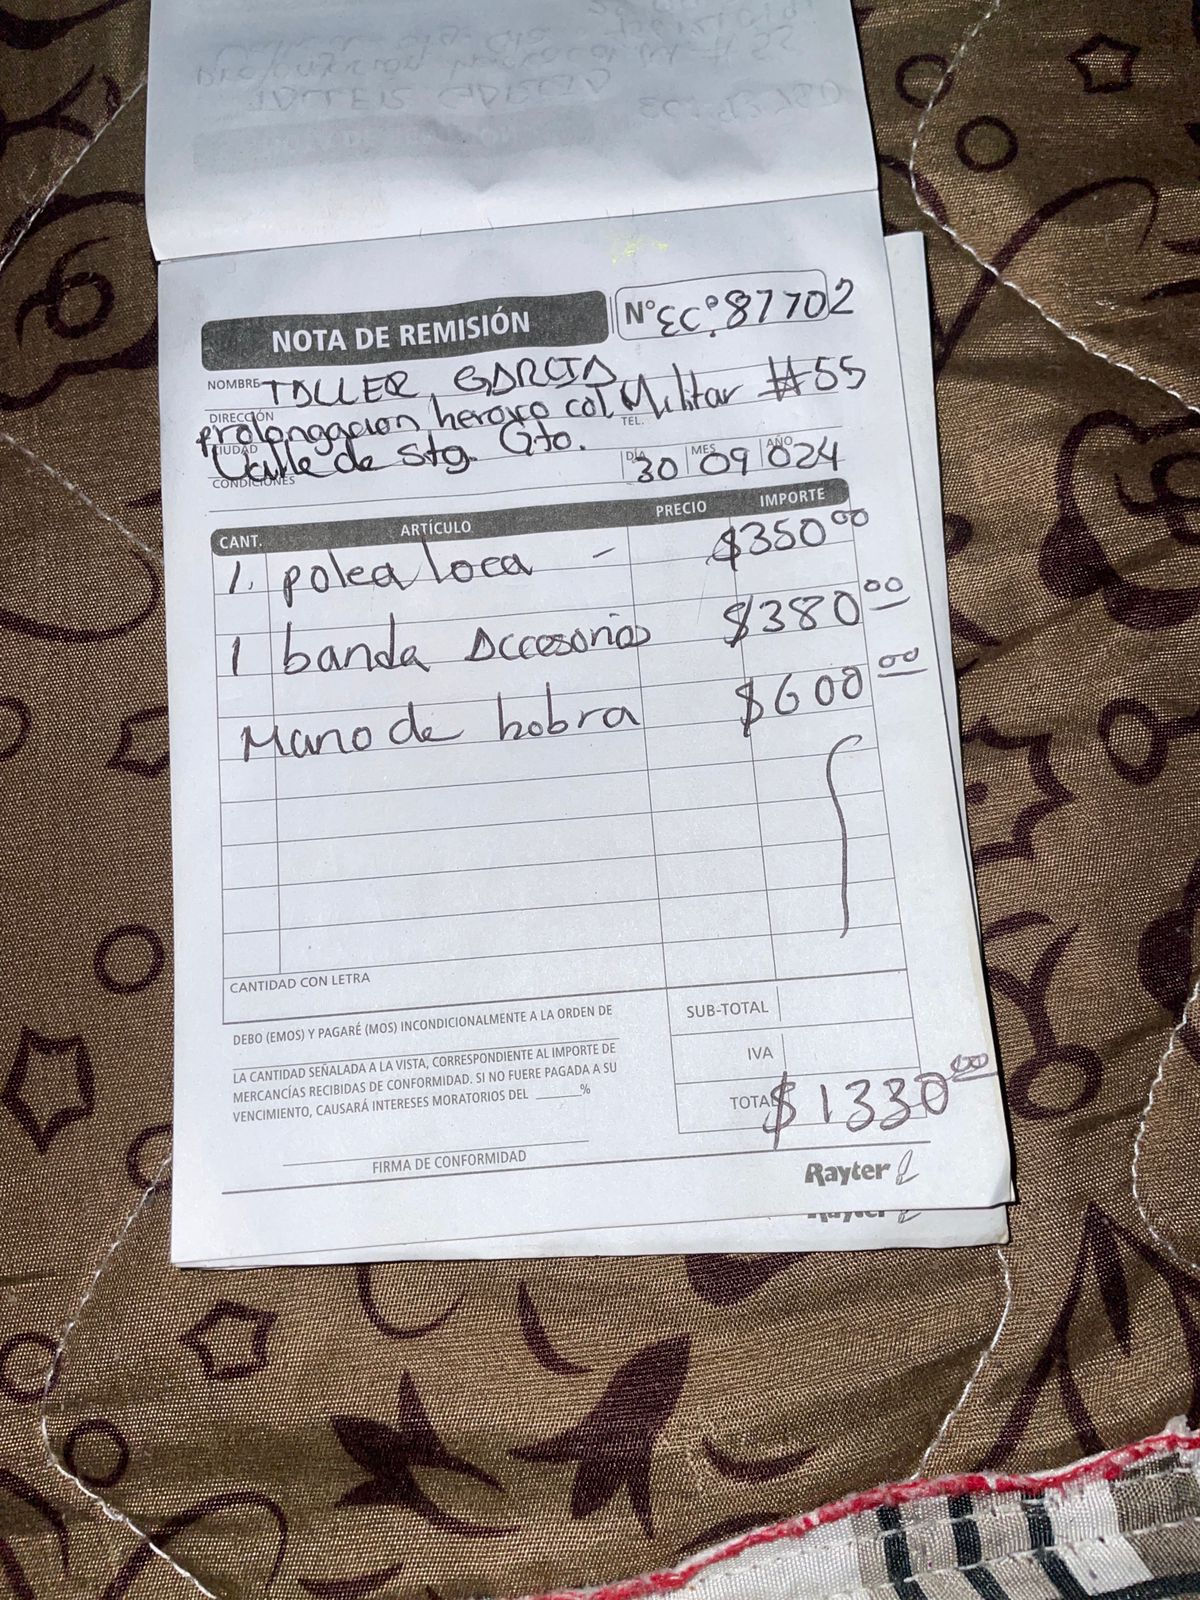 NOTA DE REMISIÓN
Nº EC. 87702
NOMBRE TALLER GARCIA
DIRECCIÓN prolongacion heroico col, Militar #55
TEL.
CIUDAD Valle de Stg. Gto.
DÍA 30 MES 09 AÑO 024
CONDICIONES
CANT. ARTÍCULO PRECIO IMPORTE
1. polea loca - $350.00
1 banda Accesorios $380.00
Mano de hobra $600.00
CANTIDAD CON LETRA
DEBO (EMOS) Y PAGARÉ (MOS) INCONDICIONALMENTE A LA ORDEN DE
LA CANTIDAD SEÑALADA A LA VISTA, CORRESPONDIENTE AL IMPORTE DE
MERCANCÍAS RECIBIDAS DE CONFORMIDAD. SI NO FUERE PAGADA A SU
VENCIMIENTO, CAUSARÁ INTERESES MORATORIOS DEL ______%
SUB-TOTAL
IVA
TOTAL $1330.00
FIRMA DE CONFORMIDAD
Rayter
Rayter